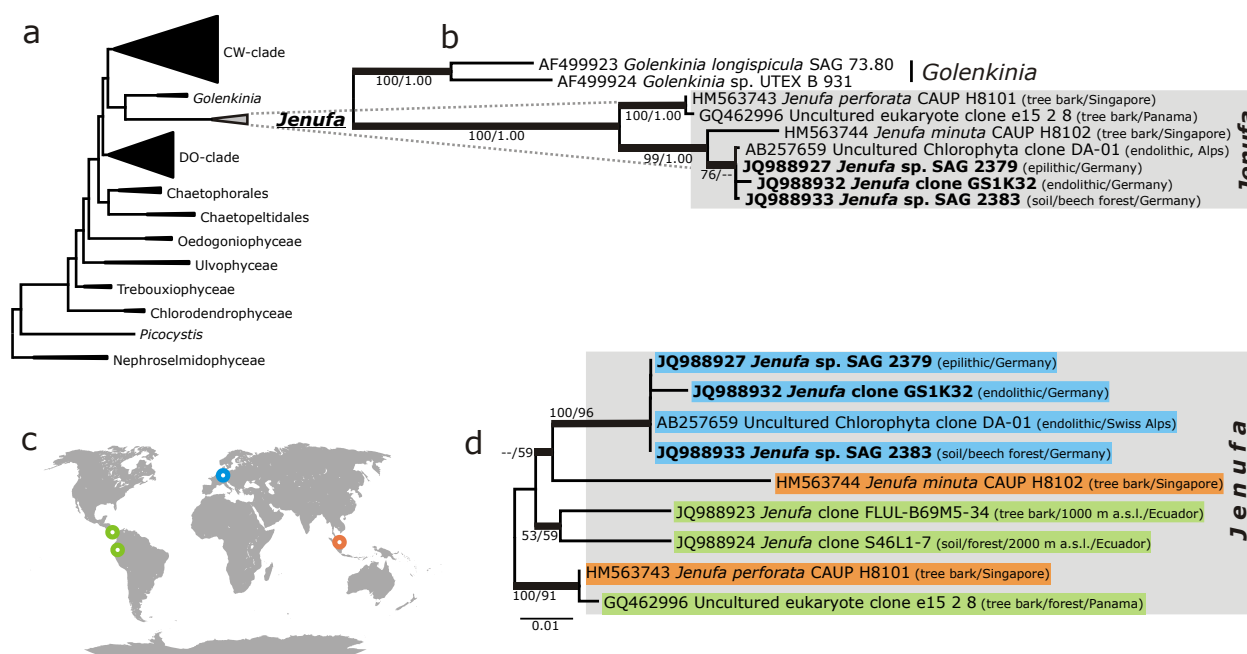 a
CW-clade
Golenkinia
Jenufa
DO-clade
Chaetophorales
Chaetopeltidales
Oedogoniophyceae
Ulvophyceae
Trebouxiophyceae
Chlorodendrophyceae
Picocystis
Nephroselmidophyceae
b
AF499923 Golenkinia longispicula SAG 73.80
AF499924 Golenkinia sp. UTEX B 931
Golenkinia
100/1.00
HM563743 Jenufa perforata CAUP H8101 (tree bark/Singapore)
100/1.00
GQ462996 Uncultured eukaryote clone e15 2 8 (tree bark/Panama)
100/1.00
HM563744 Jenufa minuta CAUP H8102 (tree bark/Singapore)
AB257659 Uncultured Chlorophyta clone DA-01 (endolithic, Alps)
99/1.00
JQ988927 Jenufa sp. SAG 2379 (epilithic/Germany)
76/--
JQ988932 Jenufa clone GS1K32 (endolithic/Germany)
JQ988933 Jenufa sp. SAG 2383 (soil/beech forest/Germany)
Jenufa
c
d
JQ988927 Jenufa sp. SAG 2379 (epilithic/Germany)
JQ988932 Jenufa clone GS1K32 (endolithic/Germany)
100/96
AB257659 Uncultured Chlorophyta clone DA-01 (endolithic/Swiss Alps)
--/59
JQ988933 Jenufa sp. SAG 2383 (soil/beech forest/Germany)
HM563744 Jenufa minuta CAUP H8102 (tree bark/Singapore)
JQ988923 Jenufa clone FLUL-B69M5-34 (tree bark/1000 m a.s.l./Ecuador)
53/59
JQ988924 Jenufa clone S46L1-7 (soil/forest/2000 m a.s.l./Ecuador)
HM563743 Jenufa perforata CAUP H8101 (tree bark/Singapore)
100/91
GQ462996 Uncultured eukaryote clone e15 2 8 (tree bark/forest/Panama)
0.01
Jenufa